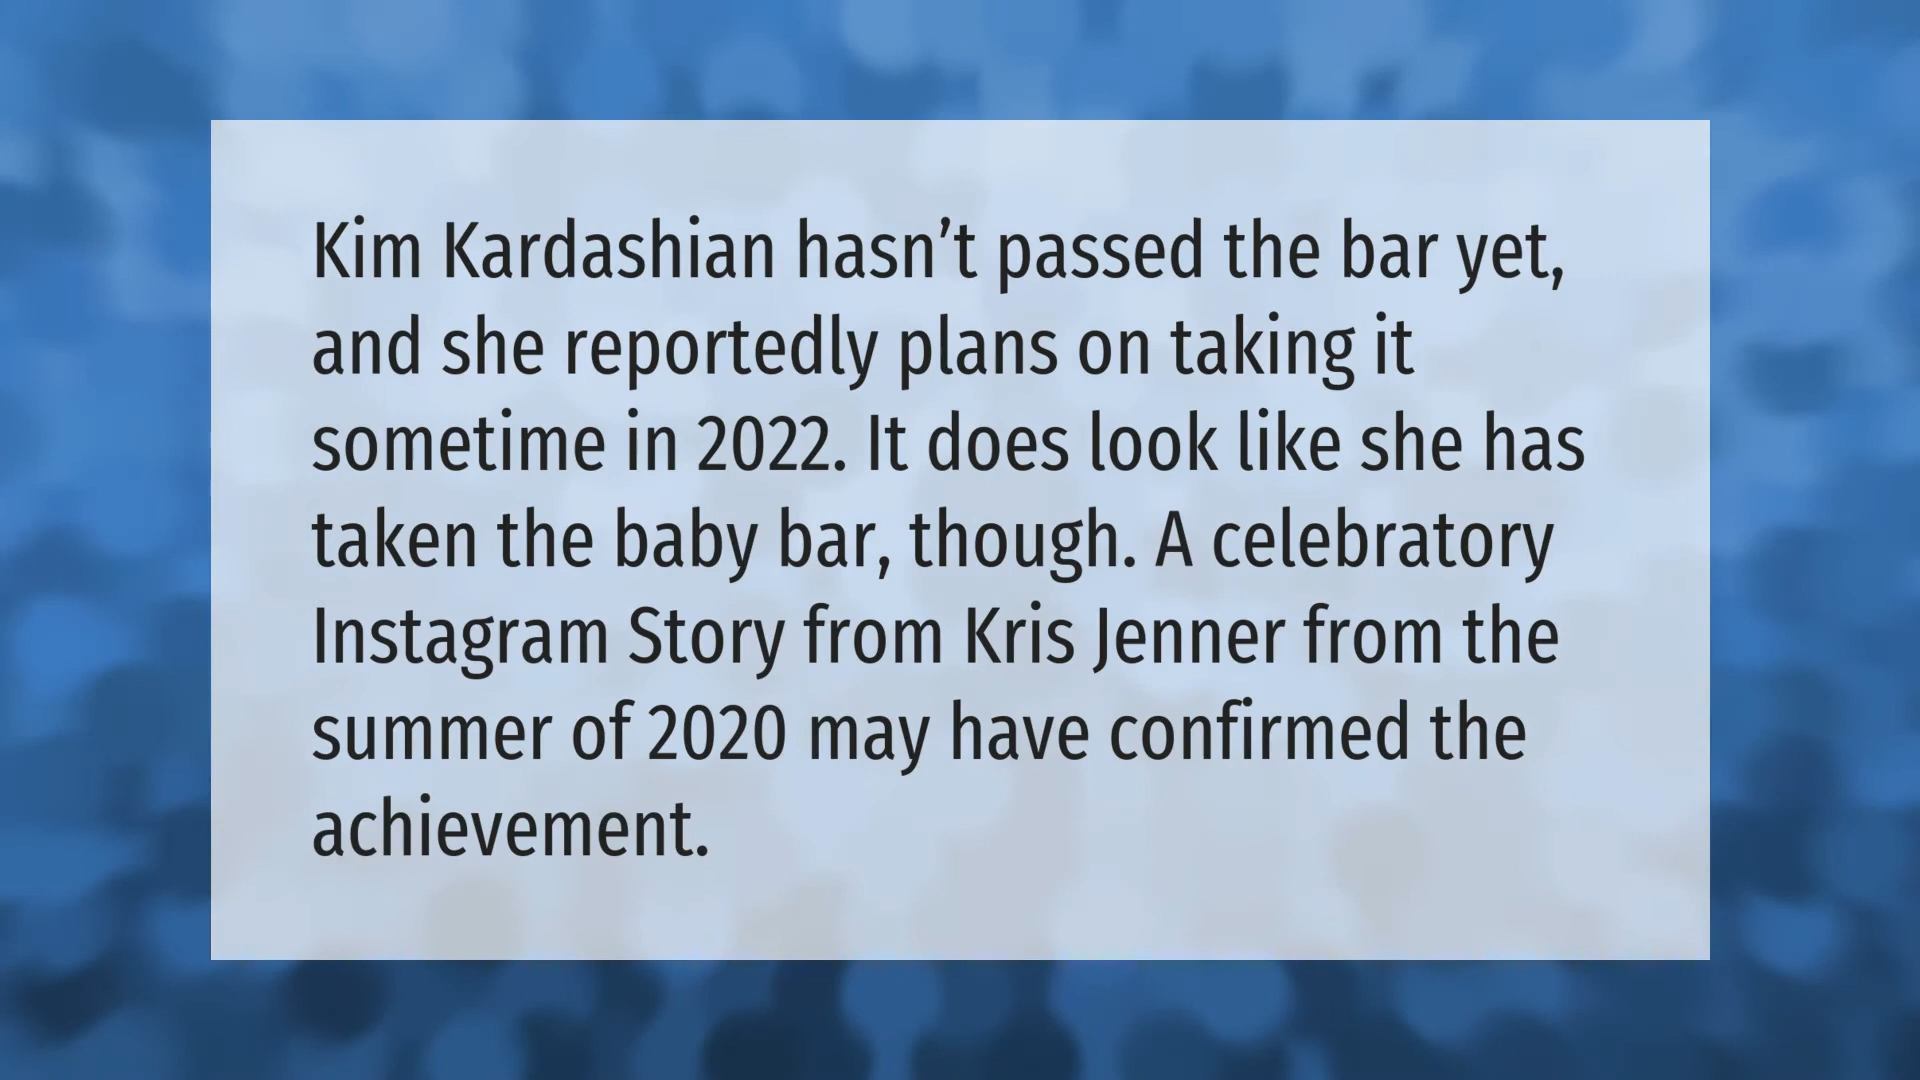 Kim Kardashian hasn’t passed the bar yet,
and she reportedly plans on taking it
sometime in 2022. It does look like she has
taken the baby bar, though. A celebratory
Instagram Story from Kris Jenner from the
summer of 2020 may have confirmed the
achievement.